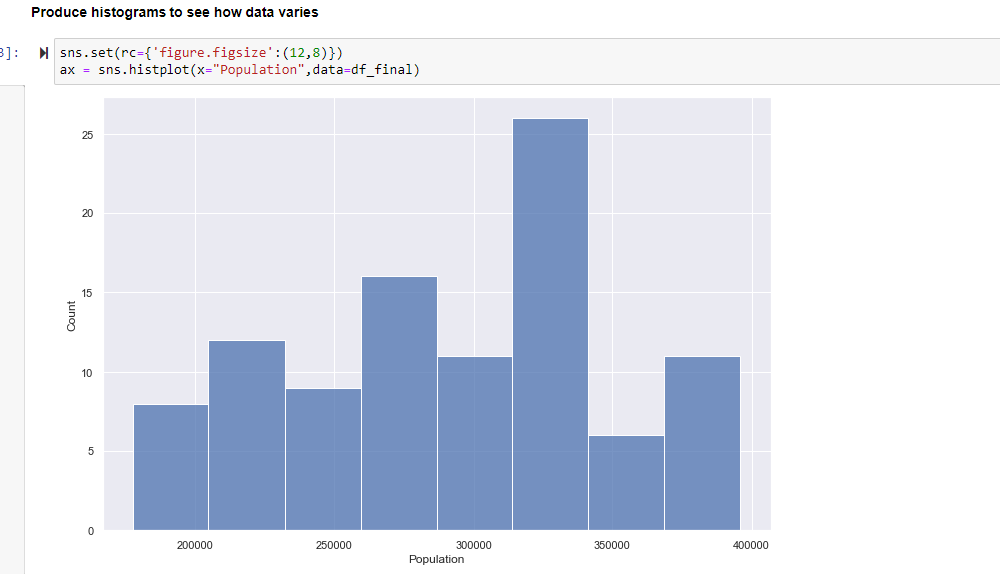 Produce histograms to see how data varies
3]:
sns.set(rc={'figure.figsize':(12,8)})
ax = sns.histplot(x="Population",data=df_final)
25
20
15
10
5
0
Count
200000 250000 300000 350000 400000
Population